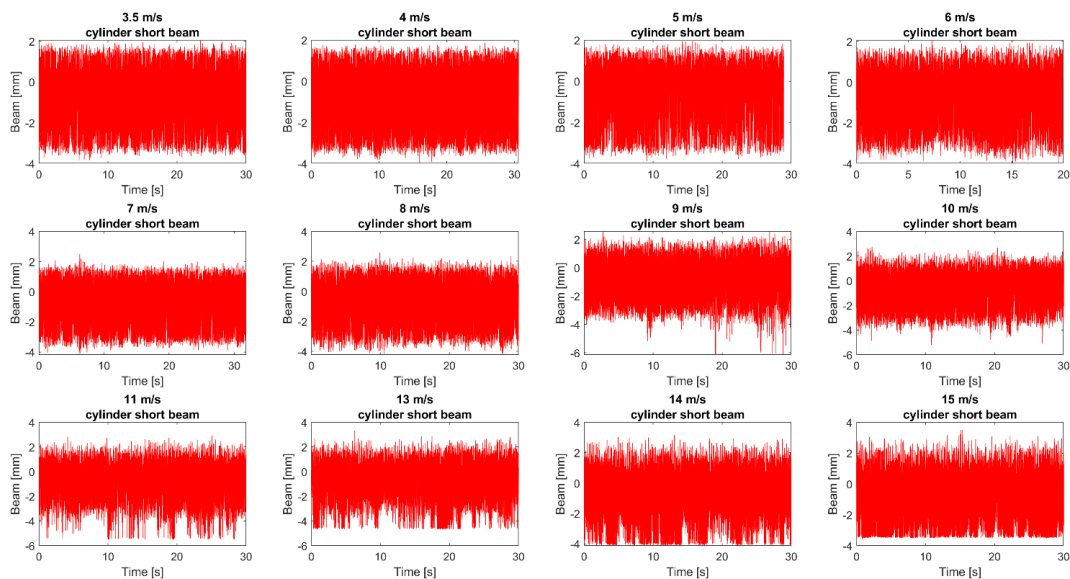 3.5 m/s
cylinder short beam
2
0
-2
-4
Beam [mm]
0 10 20 30
Time [s]
4 m/s
cylinder short beam
2
0
-2
-4
Beam [mm]
0 10 20 30
Time [s]
5 m/s
cylinder short beam
2
0
-2
-4
Beam [mm]
0 10 20 30
Time [s]
6 m/s
cylinder short beam
2
0
-2
-4
Beam [mm]
0 5 10 15 20
Time [s]
7 m/s
cylinder short beam
4
2
0
-2
-4
Beam [mm]
0 10 20 30
Time [s]
8 m/s
cylinder short beam
4
2
0
-2
-4
Beam [mm]
0 10 20 30
Time [s]
9 m/s
cylinder short beam
2
0
-2
-4
-6
Beam [mm]
0 10 20 30
Time [s]
10 m/s
cylinder short beam
4
2
0
-2
-4
-6
Beam [mm]
0 10 20 30
Time [s]
11 m/s
cylinder short beam
4
2
0
-2
-4
-6
Beam [mm]
0 10 20 30
Time [s]
13 m/s
cylinder short beam
4
2
0
-2
-4
-6
Beam [mm]
0 10 20 30
Time [s]
14 m/s
cylinder short beam
4
2
0
-2
-4
Beam [mm]
0 10 20 30
Time [s]
15 m/s
cylinder short beam
4
2
0
-2
-4
Beam [mm]
0 10 20 30
Time [s]